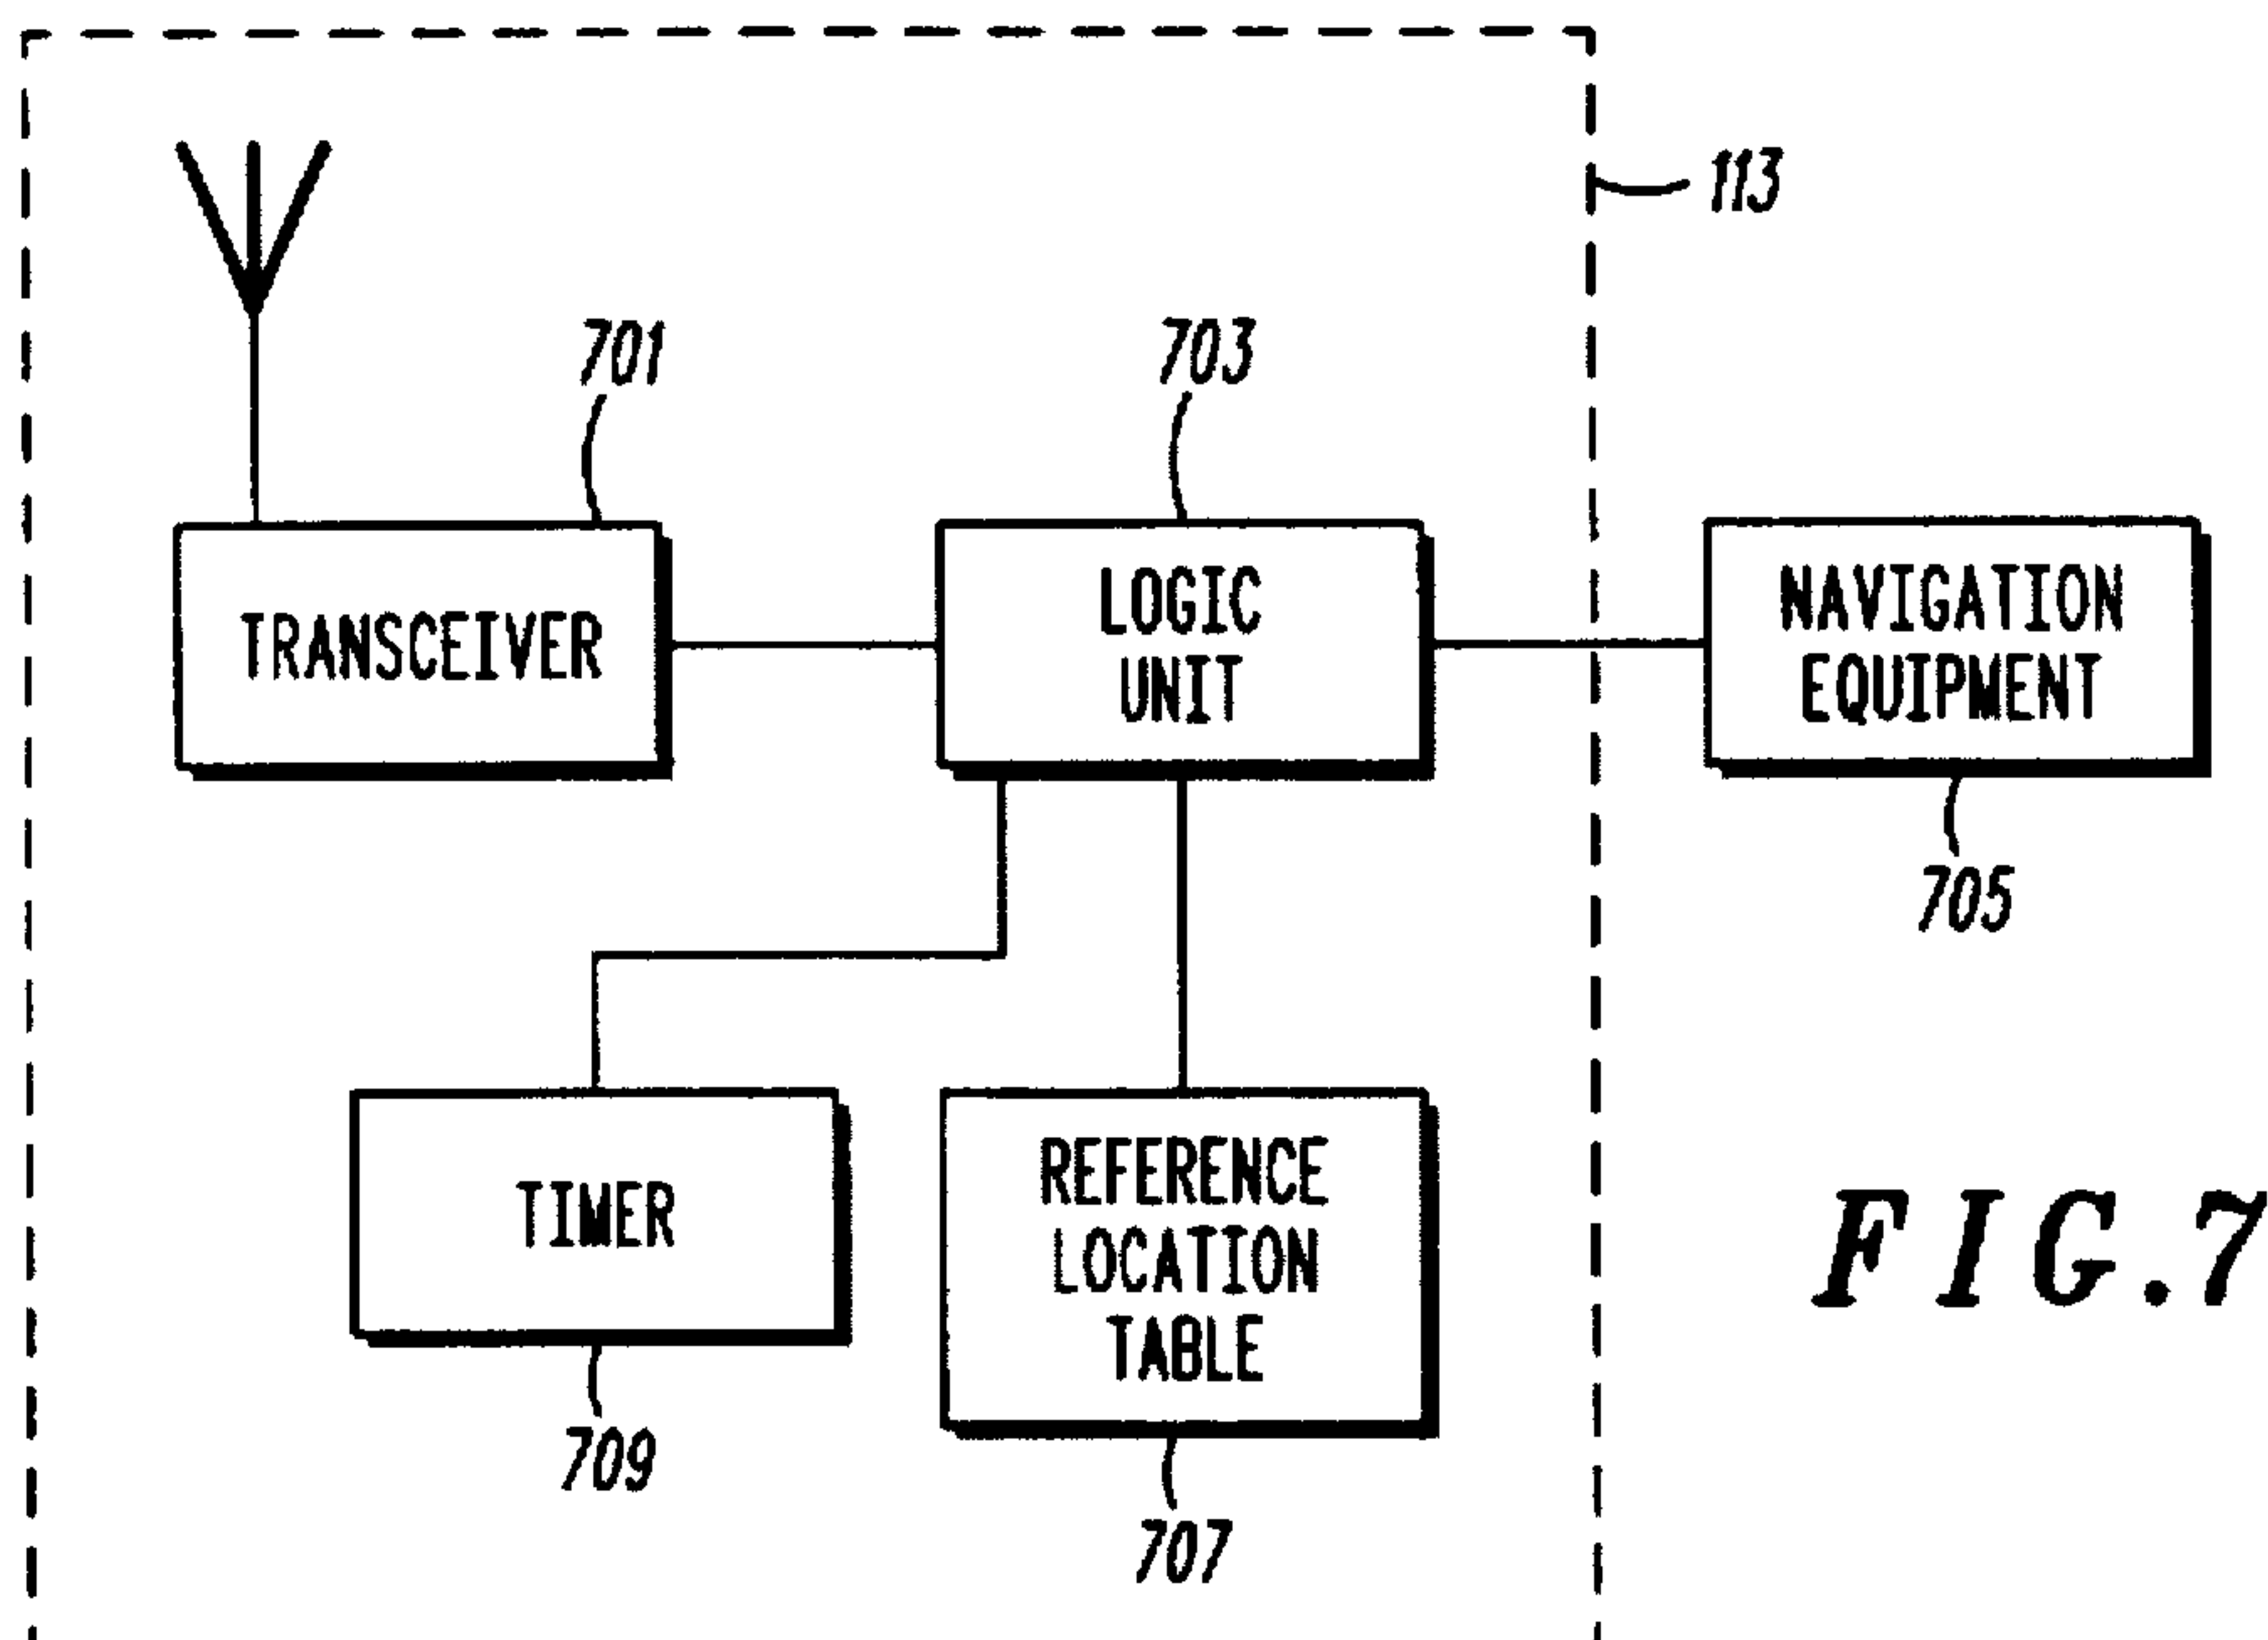 113
701
703
TRANSCEIVER
LOGIC
UNIT
NAVIGATION
EQUIPMENT
705
TIMER
REFERENCE
LOCATION
TABLE
FIG.7
709
707